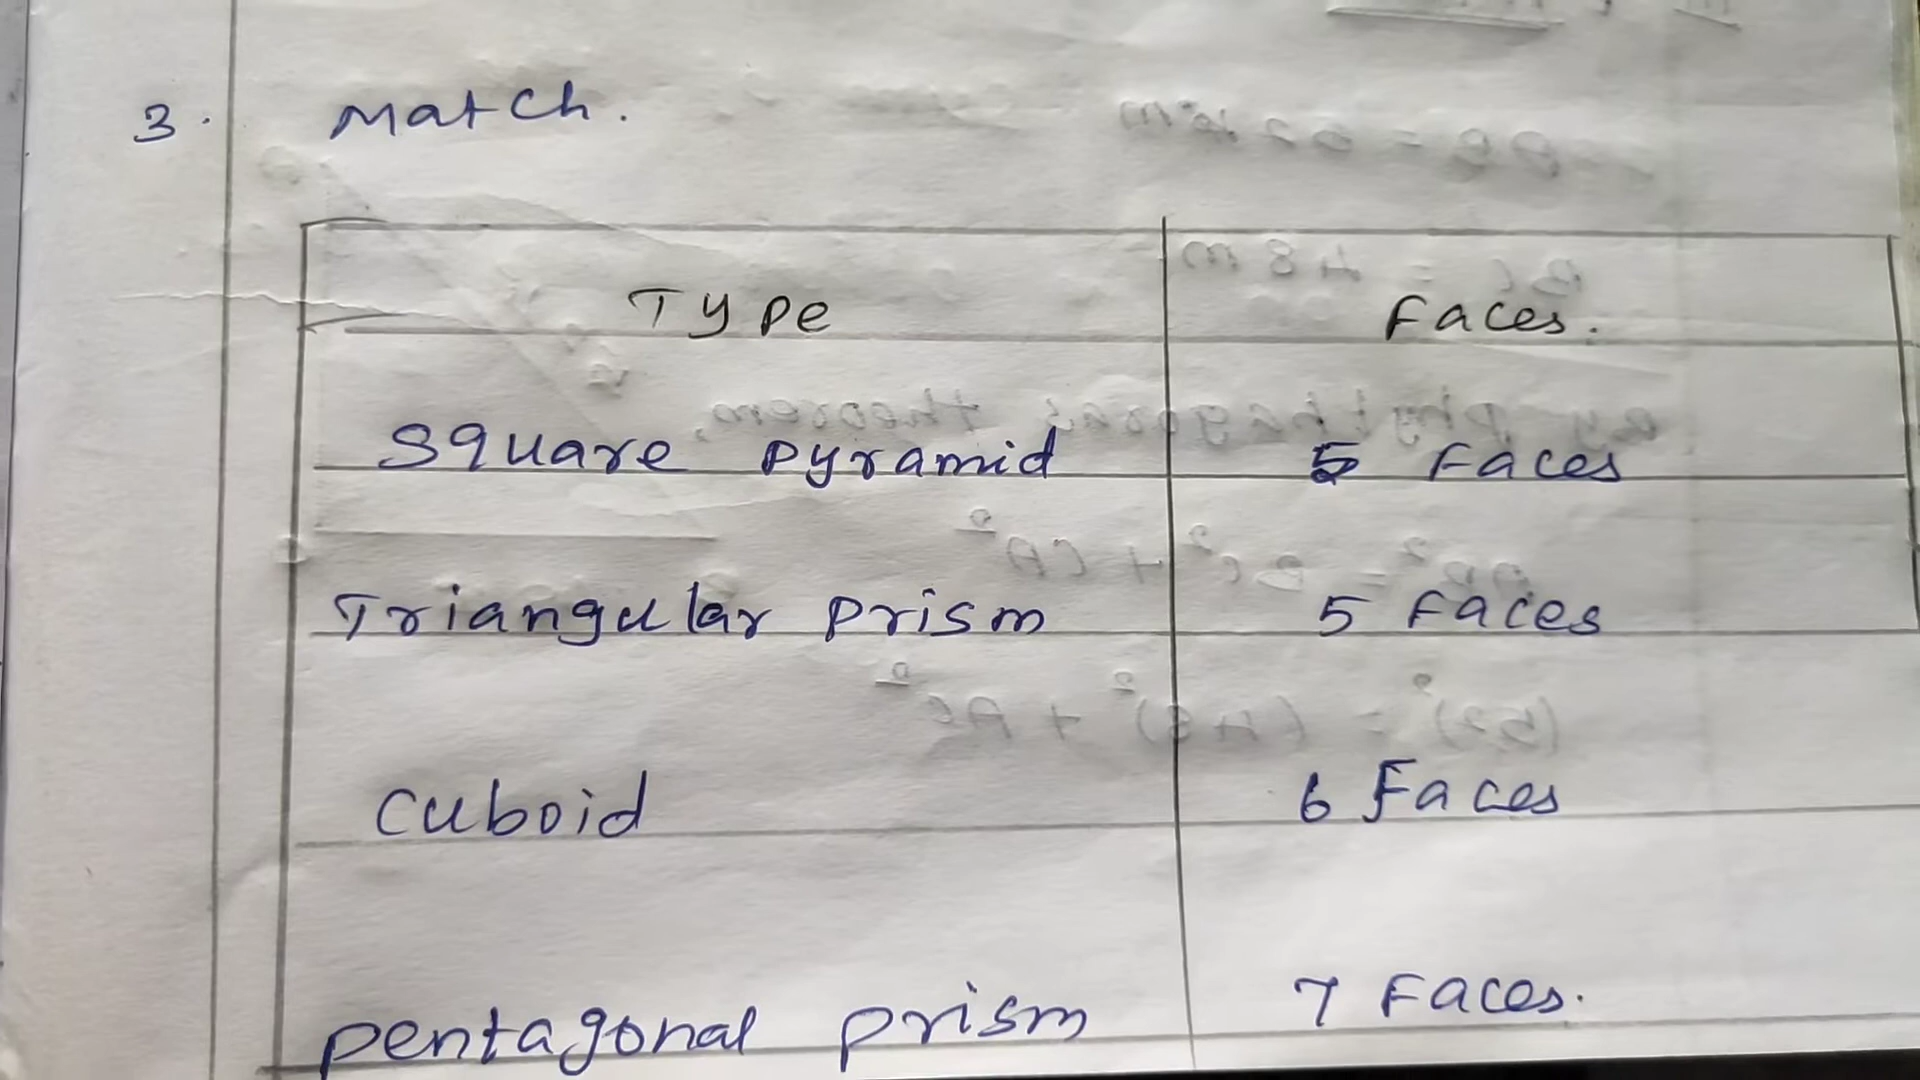 3. Match.
Type Faces.
Square pyramid 5 Faces
Triangular prism 5 Faces
Cuboid 6 Faces
pentagonal prism 7 Faces.